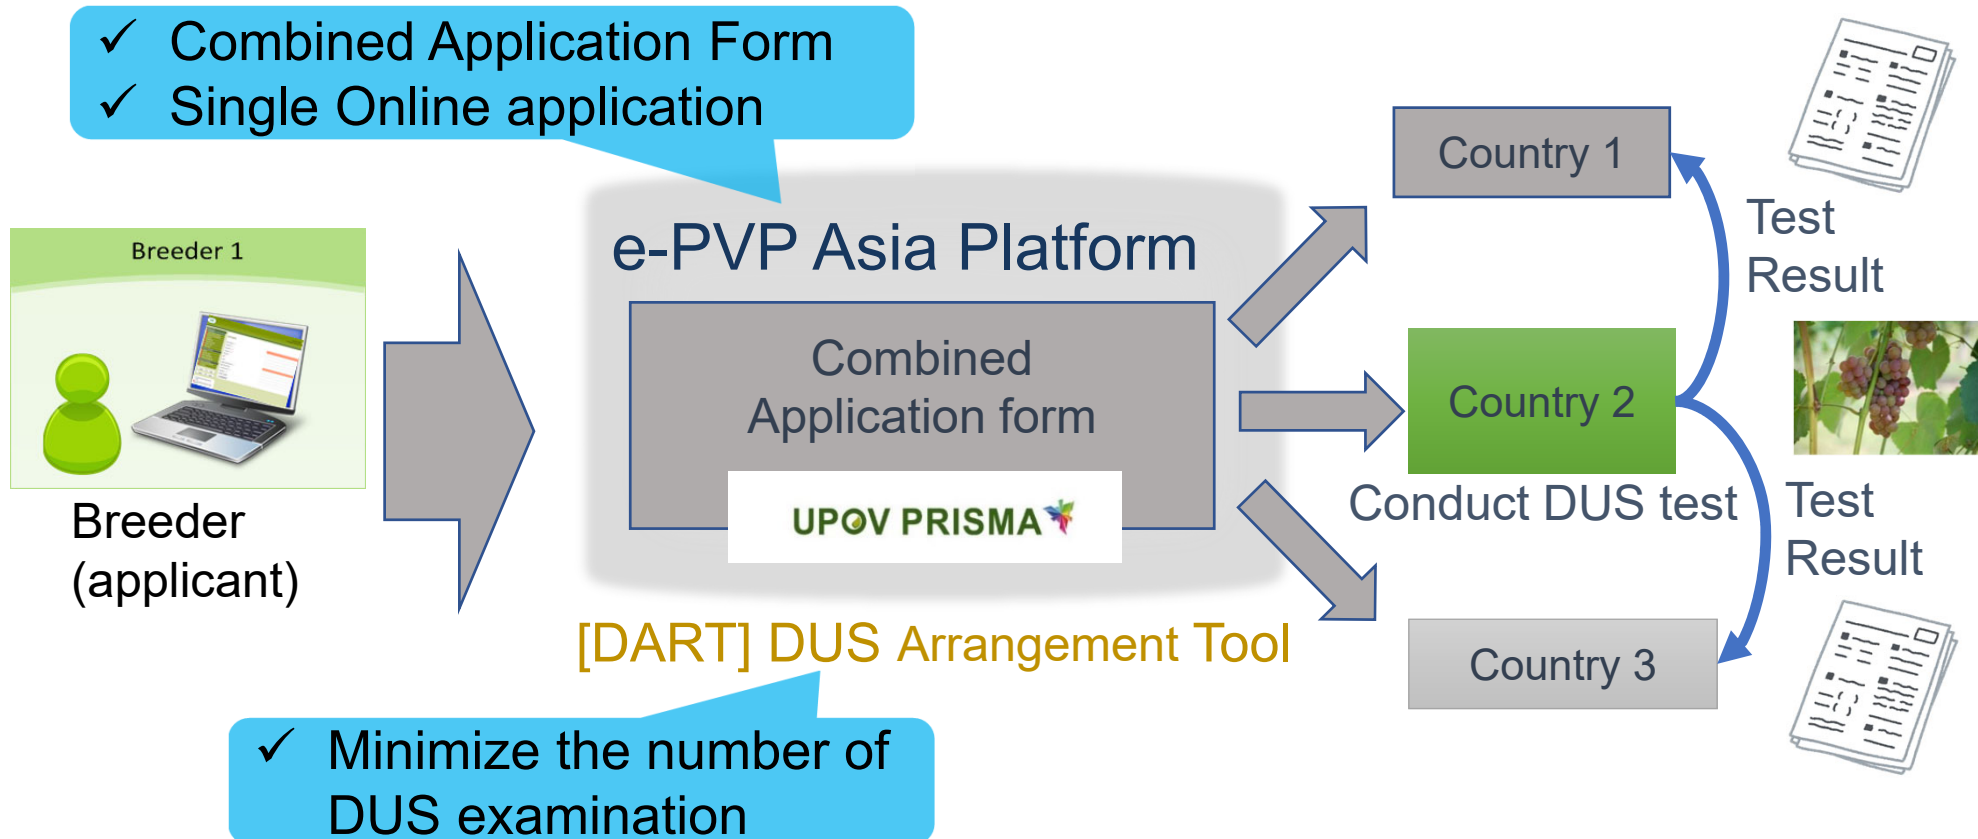 ✓ Combined Application Form
✓ Single Online application
Breeder 1
Breeder
(applicant)
e-PVP Asia Platform
Combined
Application form
UPOV PRISMA
[DART] DUS Arrangement Tool
✓ Minimize the number of
DUS examination
Country 1
Test
Result
Country 2
Conduct DUS test
Test
Result
Country 3